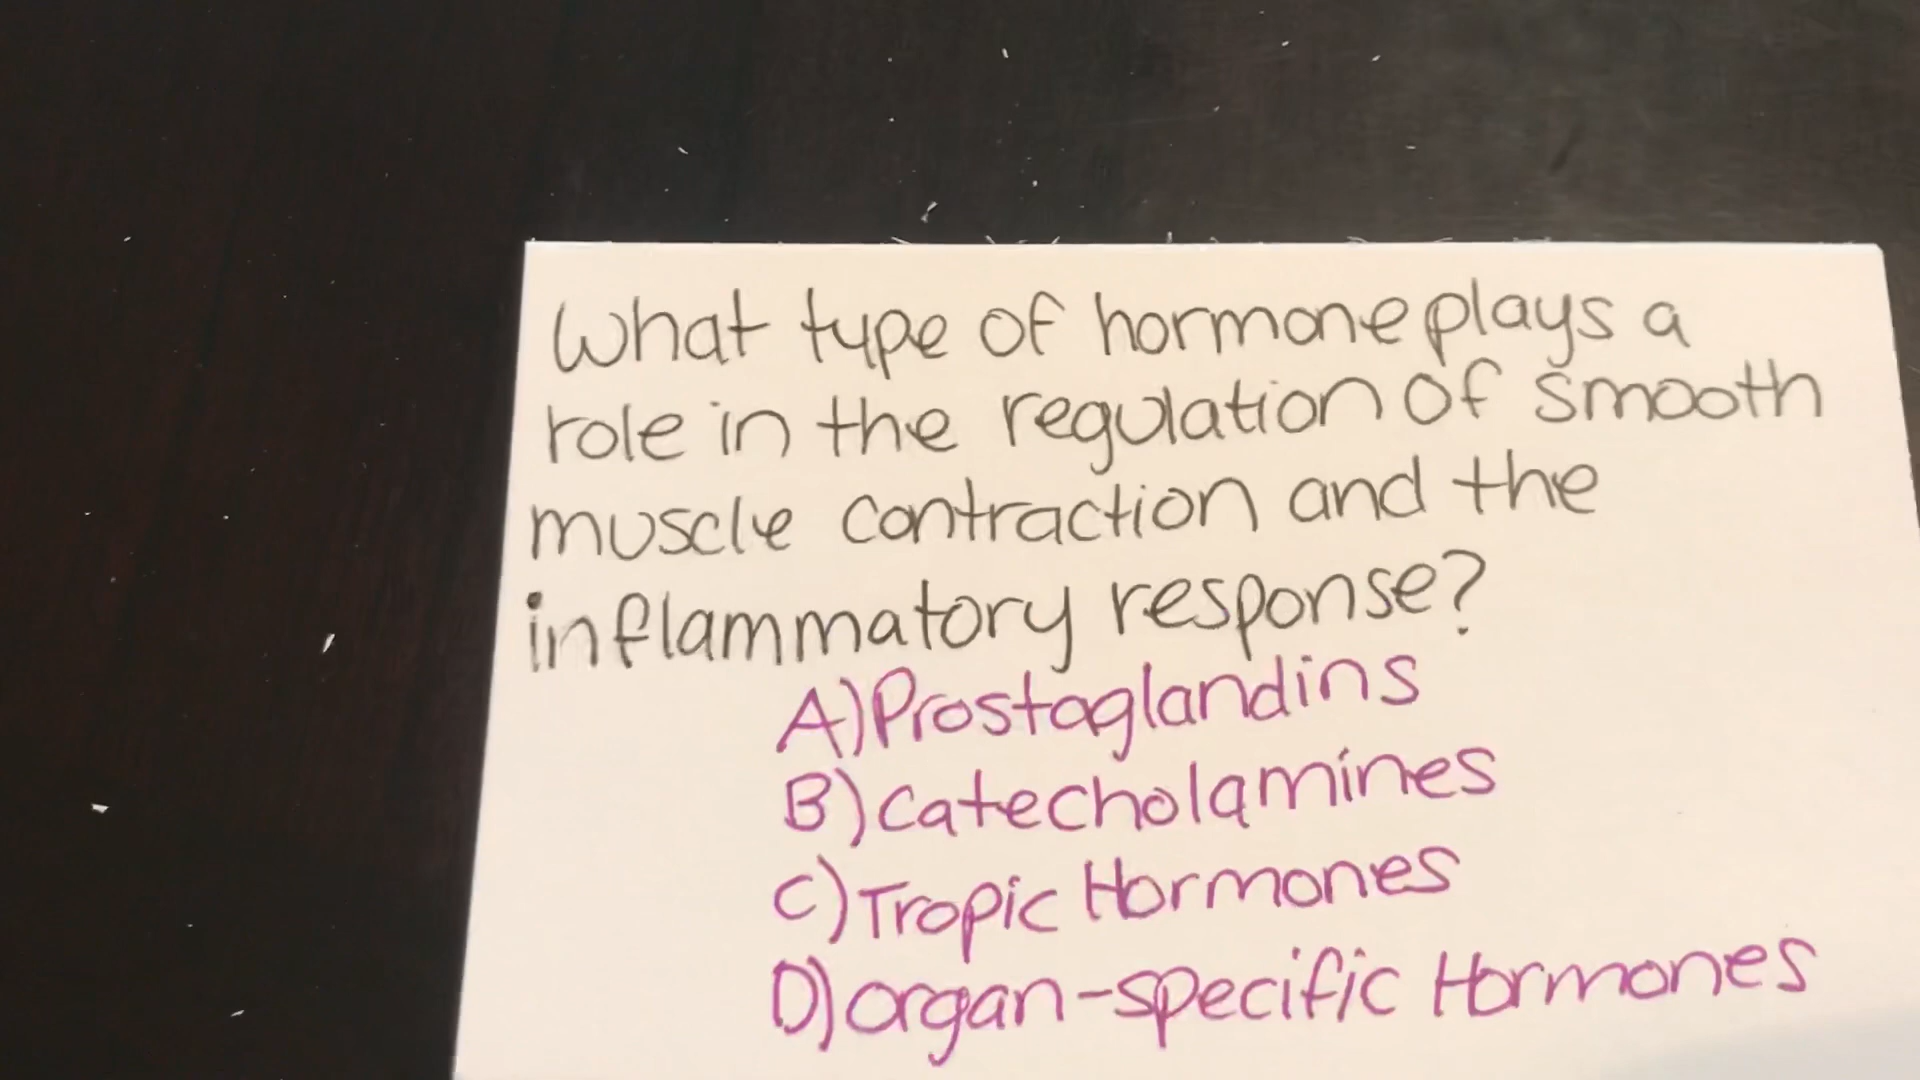 What type of hormone plays a
role in the regulation of smooth
muscle contraction and the
inflammatory response?
A) Prostaglandins
B) Catecholamines
C) Tropic Hormones
D) organ-specific Hormones